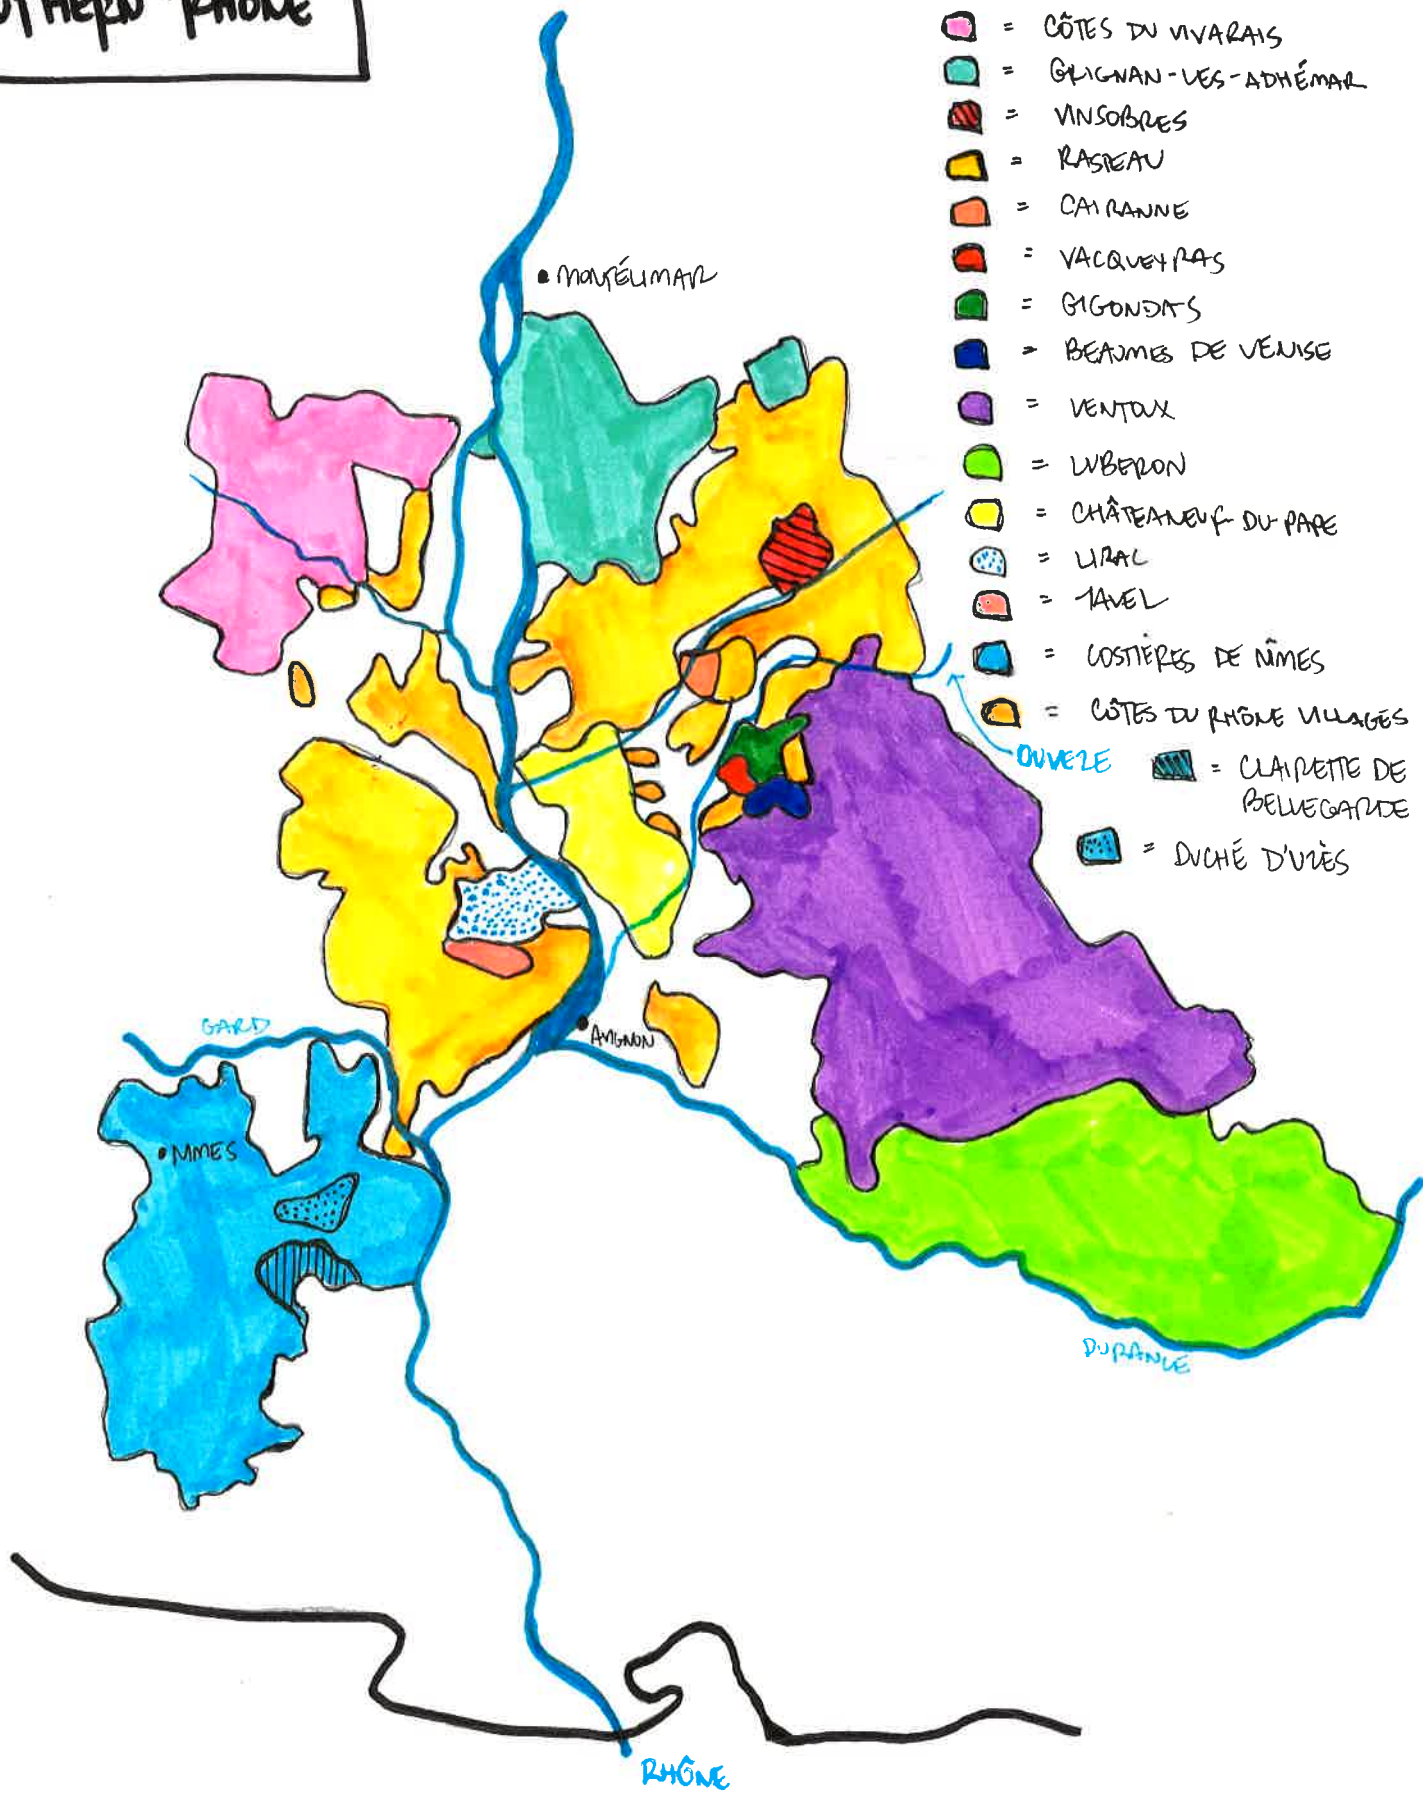 = CÔTES DU VIVARAIS
= GRIGNAN-LES-ADHÉMAR
= VINSOBRES
= RASTEAU
= CAIRANNE
= VACQUEYRAS
= GIGONDAS
= BEAUMES DE VENISE
= VENTOUX
= LUBERON
= CHÂTEANEUF-DU-PAPE
= LIRAC
= TAVEL
= COSTIÈRES DE NÎMES
= CÔTES DU RHÔNE VILLAGES
= CLAIRETTE DE
BELLEGARDE
= DUCHÉ D'UZÈS
MONTÉLIMAR
OUVEZE
GARD
AVIGNON
NIMES
DURANCE
RHÔNE